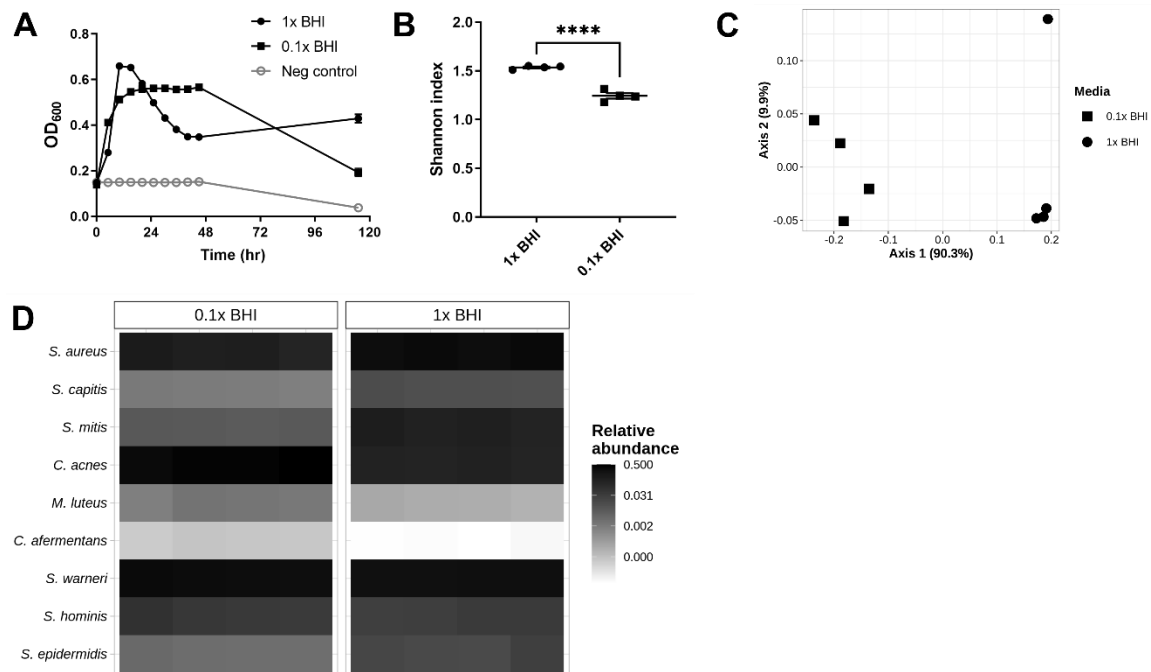 A
1x BHI
0.1x BHI
Neg control
0.8
0.6
0.4
0.2
0.0
OD600
0
24
48
72
96
120
Time (hr)
B
****
2.0
1.5
1.0
0.5
0.0
Shannon index
1x BHI
0.1x BHI
C
0.10
0.05
0.00
-0.05
Axis 2 (9.9%)
-0.2
-0.1
0.0
0.1
0.2
Axis 1 (90.3%)
Media
0.1x BHI
1x BHI
D
0.1x BHI
1x BHI
S. aureus
S. capitis
S. mitis
C. acnes
M. luteus
C. afermentans
S. warneri
S. hominis
S. epidermidis
Relative
abundance
0.500
0.031
0.002
0.000